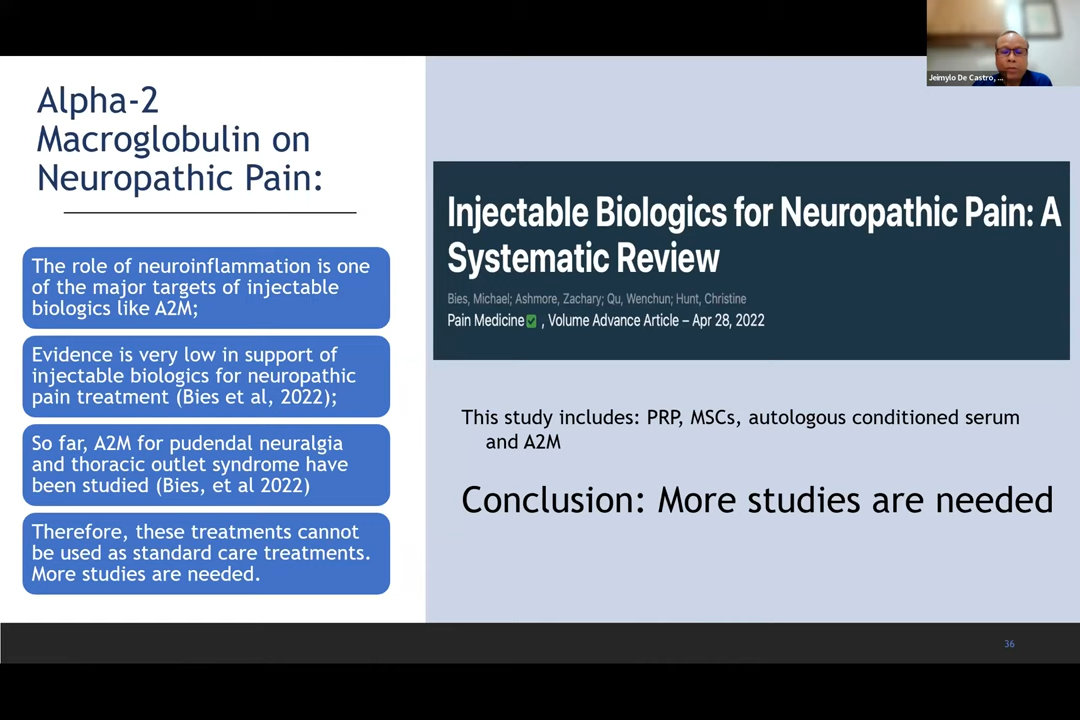 Jeimylo De Castro, ...
Alpha-2
Macroglobulin on
Neuropathic Pain:
The role of neuroinflammation is one
of the major targets of injectable
biologics like A2M;
Evidence is very low in support of
injectable biologics for neuropathic
pain treatment (Bies et al, 2022);
So far, A2M for pudendal neuralgia
and thoracic outlet syndrome have
been studied (Bies, et al 2022)
Therefore, these treatments cannot
be used as standard care treatments.
More studies are needed.
Injectable Biologics for Neuropathic Pain: A
Systematic Review
Bies, Michael; Ashmore, Zachary; Qu, Wenchun; Hunt, Christine
Pain Medicine , Volume Advance Article – Apr 28, 2022
This study includes: PRP, MSCs, autologous conditioned serum
and A2M
Conclusion: More studies are needed
36